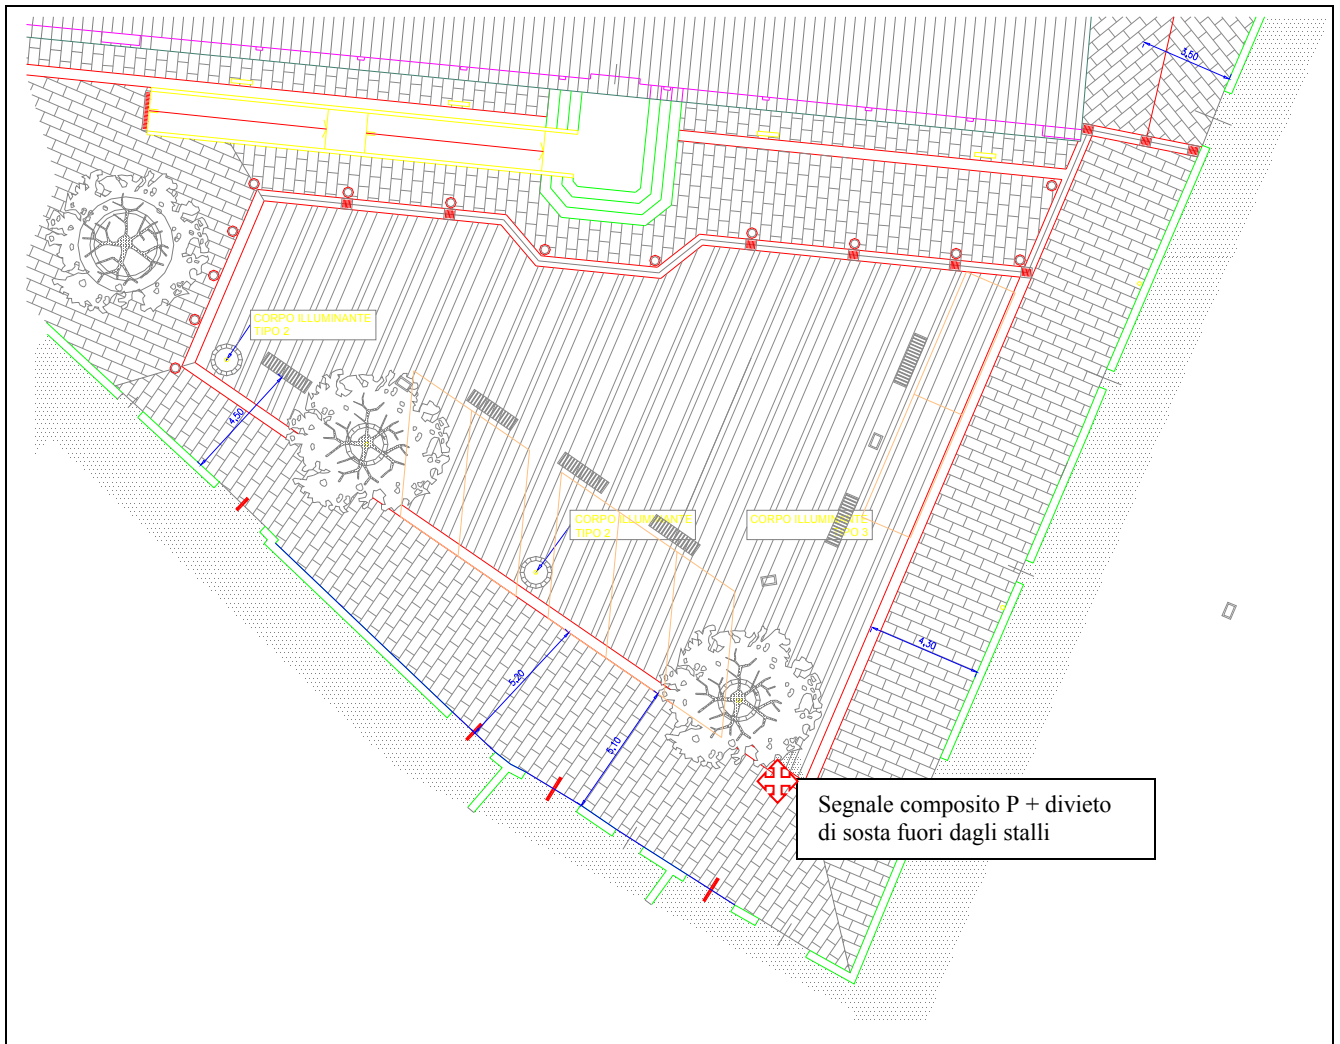 3,50
CORPO ILLUMINANTE
TIPO 2
4,50
CORPO ILLUMINANTE
TIPO 2
CORPO ILLUMINANTE
TIPO 3
4,30
5,20
5,10
Segnale composito P + divieto
di sosta fuori dagli stalli